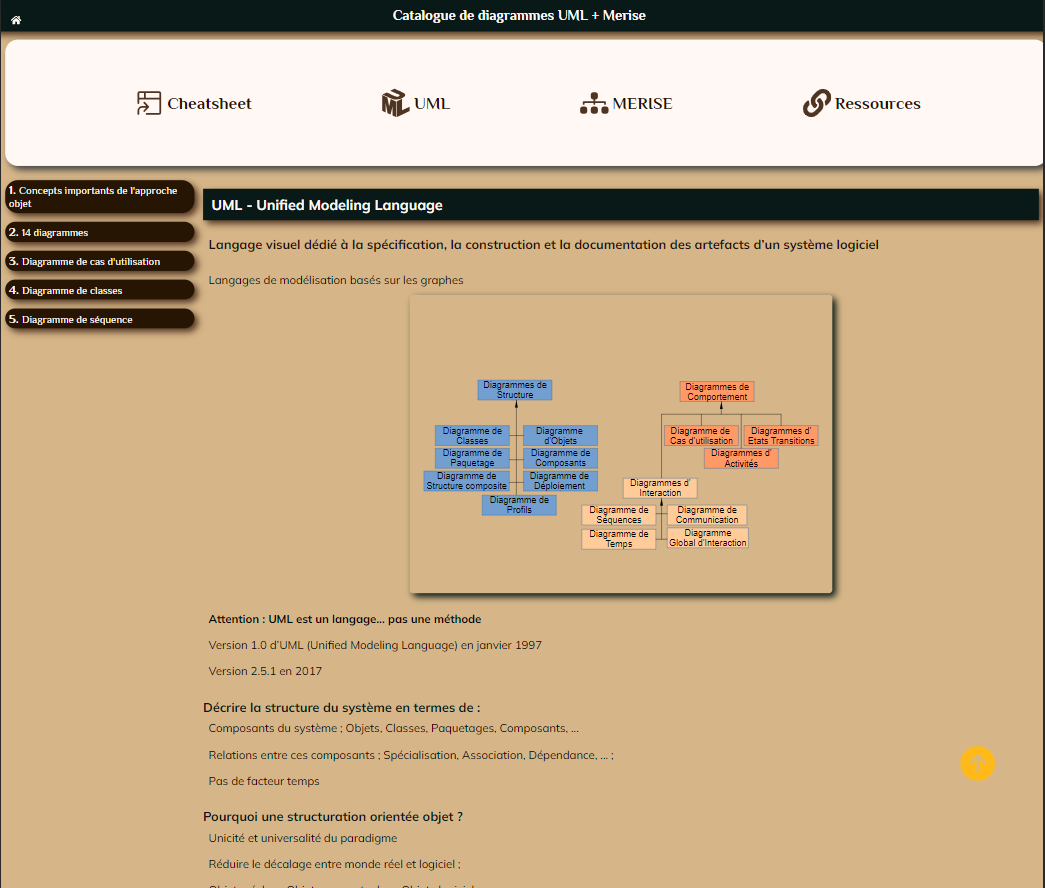 Catalogue de diagrammes UML + Merise
Cheatsheet
UML
MERISE
Ressources
1. Concepts importants de l'approche
objet
2. 14 diagrammes
3. Diagramme de cas d'utilisation
4. Diagramme de classes
5. Diagramme de séquence
UML - Unified Modeling Language
Langage visuel dédié à la spécification, la construction et la documentation des artefacts d'un système logiciel
Langages de modélisation basés sur les graphes
Diagrammes de
Structure
Diagramme de
Classes
Diagramme
d'Objets
Diagramme de
Paquetage
Diagramme de
Composants
Diagramme de
Structure composite
Diagramme de
Déploiement
Diagramme de
Profils
Diagrammes de
Comportement
Diagramme de
Cas d'utilisation
Diagrammes d'
Etats Transitions
Diagrammes d'
Activités
Diagrammes d'
Interaction
Diagramme de
Séquences
Diagramme de
Communication
Diagramme de
Temps
Diagramme
Global d'Interaction
Attention : UML est un langage... pas une méthode
Version 1.0 d'UML (Unified Modeling Language) en janvier 1997
Version 2.5.1 en 2017
Décrire la structure du système en termes de :
Composants du système ; Objets, Classes, Paquetages, Composants, ...
Relations entre ces composants ; Spécialisation, Association, Dépendance, ... ;
Pas de facteur temps
Pourquoi une structuration orientée objet ?
Unicité et universalité du paradigme
Réduire le décalage entre monde réel et logiciel ;